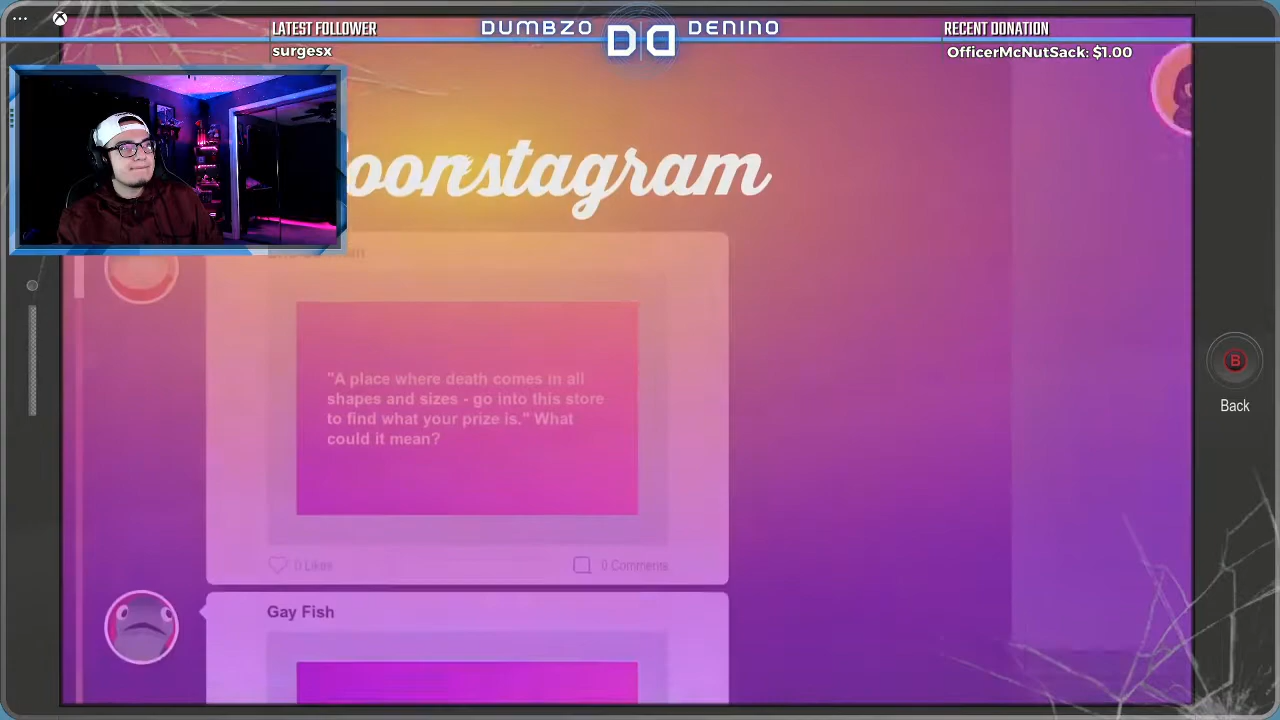 LATEST FOLLOWER
surgesx
DUMBZO
DD
DENINO
RECENT DONATION
OfficerMcNutSack: $1.00
oonstagram
"A place where death comes in all
shapes and sizes - go into this store
to find what your prize is." What
could it mean?
0 Likes
0 Comments
Gay Fish
B
Back